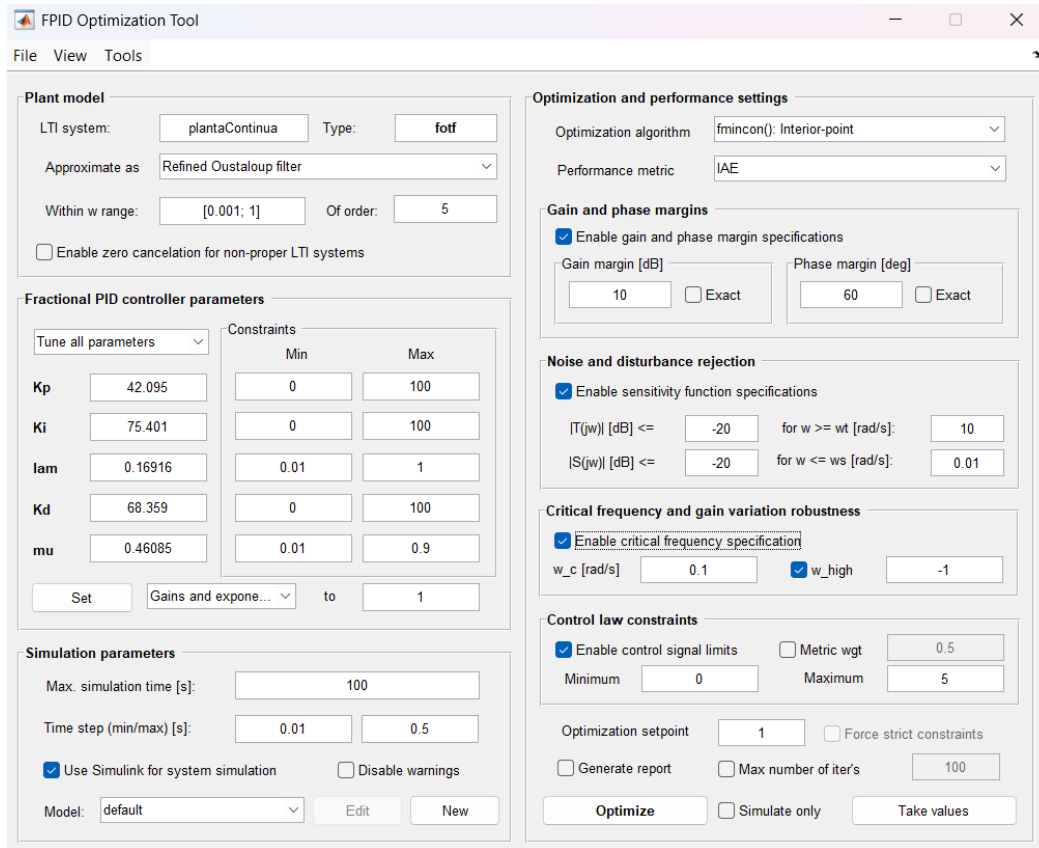 FPID Optimization Tool
File View Tools
Plant model
LTI system: plantaContinua Type: fotf
Approximate as Refined Oustaloup filter
Within w range: [0.001; 1] Of order: 5
Enable zero cancelation for non-proper LTI systems
Fractional PID controller parameters
Tune all parameters
Constraints
Min Max
Kp 42.095 0 100
Ki 75.401 0 100
lam 0.16916 0.01 1
Kd 68.359 0 100
mu 0.46085 0.01 0.9
Set Gains and expone... to 1
Simulation parameters
Max. simulation time [s]: 100
Time step (min/max) [s]: 0.01 0.5
Use Simulink for system simulation Disable warnings
Model: default Edit New
Optimization and performance settings
Optimization algorithm fmincon(): Interior-point
Performance metric IAE
Gain and phase margins
Enable gain and phase margin specifications
Gain margin [dB] Phase margin [deg]
10 Exact 60 Exact
Noise and disturbance rejection
Enable sensitivity function specifications
|T(jw)| [dB] <= -20 for w >= wt [rad/s]: 10
|S(jw)| [dB] <= -20 for w <= ws [rad/s]: 0.01
Critical frequency and gain variation robustness
Enable critical frequency specification
w_c [rad/s] 0.1 w_high -1
Control law constraints
Enable control signal limits Metric wgt 0.5
Minimum 0 Maximum 5
Optimization setpoint 1 Force strict constraints
Generate report Max number of iter's 100
Optimize Simulate only Take values